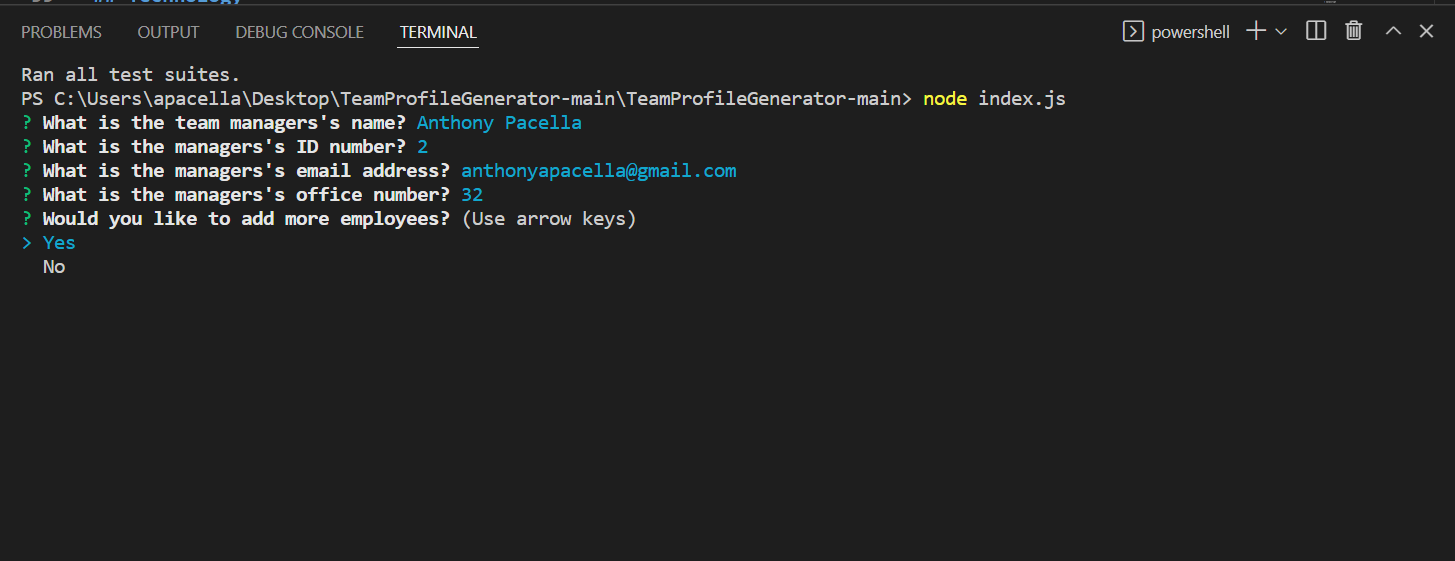 PROBLEMS OUTPUT DEBUG CONSOLE TERMINAL powershell
Ran all test suites.
PS C:\Users\apacella\Desktop\TeamProfileGenerator-main\TeamProfileGenerator-main> node index.js
? What is the team managers's name? Anthony Pacella
? What is the managers's ID number? 2
? What is the managers's email address? anthonyapacella@gmail.com
? What is the managers's office number? 32
? Would you like to add more employees? (Use arrow keys)
> Yes
No